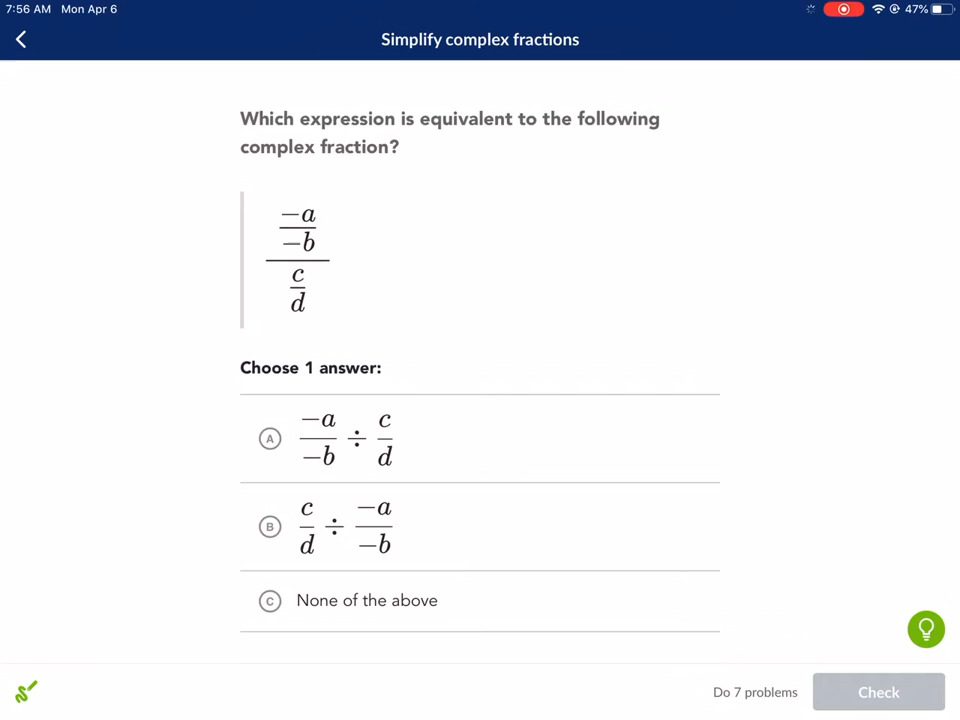 7:56 AM Mon Apr 6 47%
Simplify complex fractions
Which expression is equivalent to the following
complex fraction?
−a
−b
c
d
Choose 1 answer:
A −a/−b ÷ c/d
B c/d ÷ −a/−b
C None of the above
Do 7 problems Check